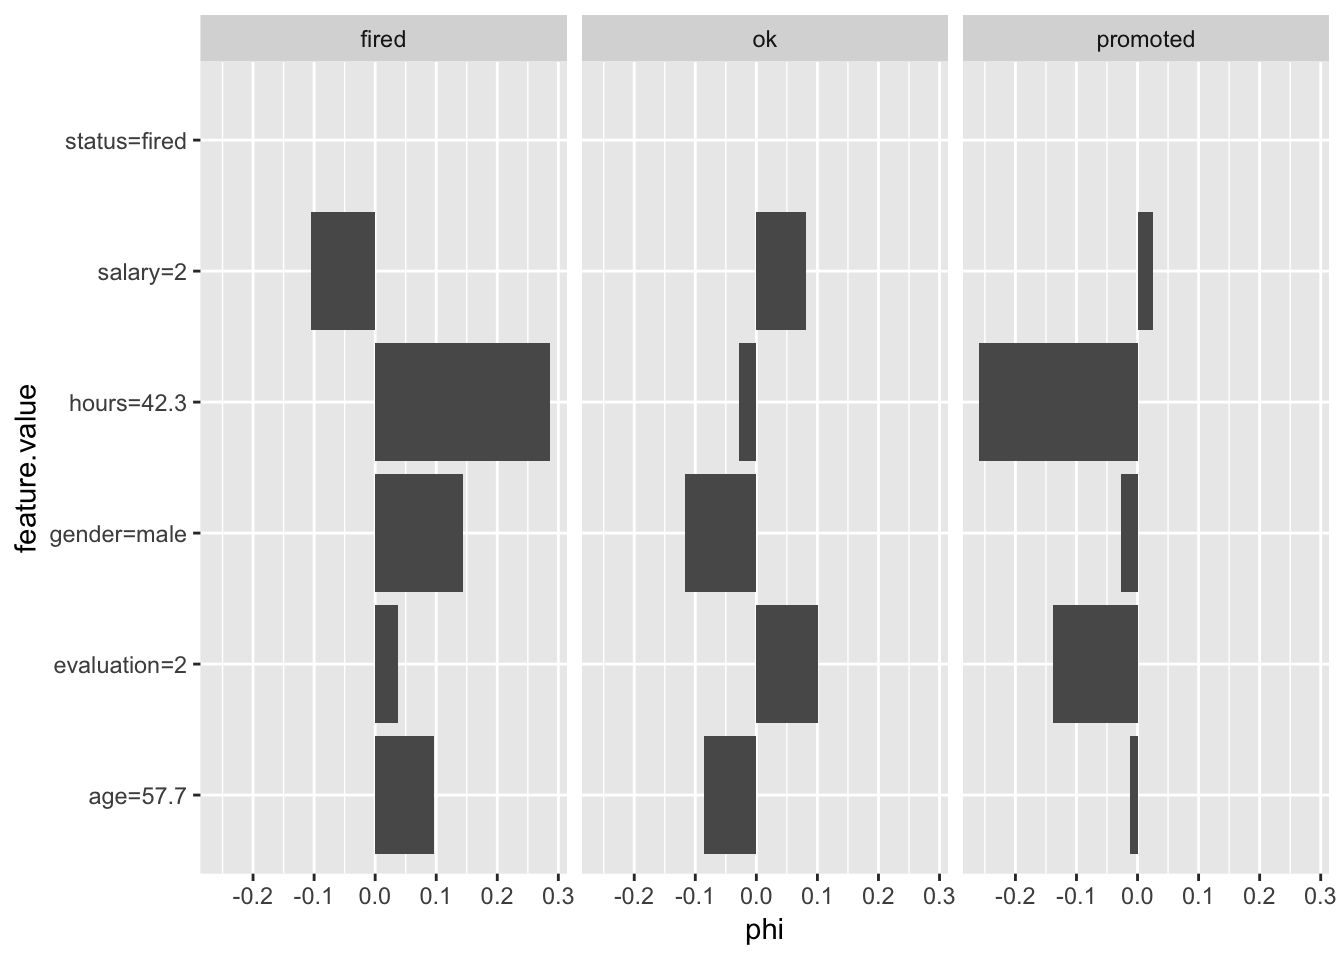 fired ok promoted
status=fired
salary=2
hours=42.3
gender=male
evaluation=2
age=57.7
feature.value
-0.2 -0.1 0.0 0.1 0.2 0.3 -0.2 -0.1 0.0 0.1 0.2 0.3 -0.2 -0.1 0.0 0.1 0.2 0.3
phi